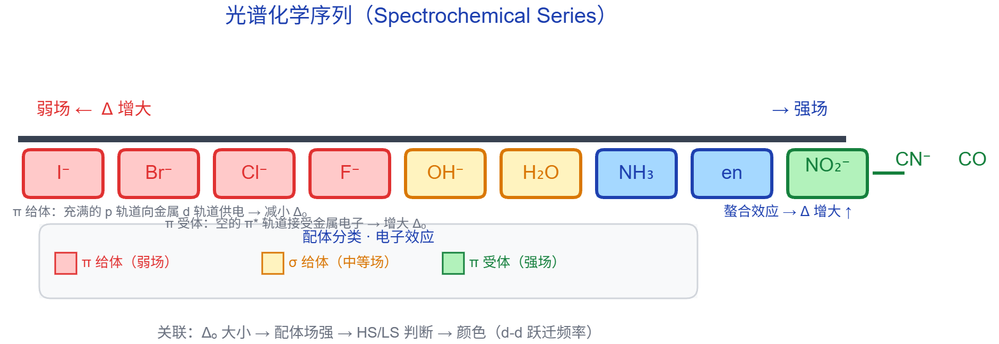 光谱化学序列（Spectrochemical Series）
弱场 ← Δ 增大
→ 强场
I⁻
Br⁻
Cl⁻
F⁻
OH⁻
H₂O
NH₃
en
NO₂⁻
CN⁻
CO
π 给体：充满的 p 轨道向金属 d 轨道供电 → 减小 Δₒ
螯合效应 → Δ 增大 ↑
π 受体：空的 π* 轨道接受金属电子 → 增大 Δₒ
配体分类 · 电子效应
π 给体（弱场）
σ 给体（中等场）
π 受体（强场）
关联：Δₒ 大小 → 配体场强 → HS/LS 判断 → 颜色（d-d 跃迁频率）